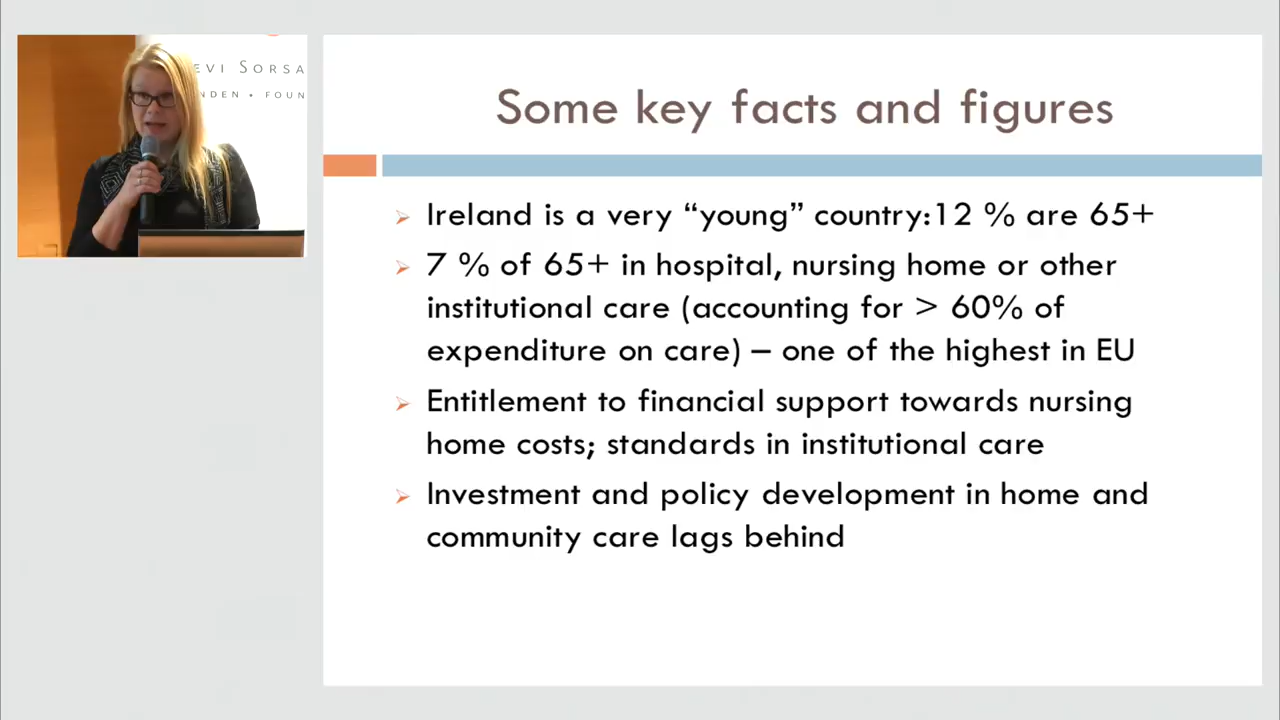 EVI SORSA
NDEN • FOUN
Some key facts and figures
➢ Ireland is a very “young” country:12 % are 65+
➢ 7 % of 65+ in hospital, nursing home or other
institutional care (accounting for > 60% of
expenditure on care) – one of the highest in EU
➢ Entitlement to financial support towards nursing
home costs; standards in institutional care
➢ Investment and policy development in home and
community care lags behind